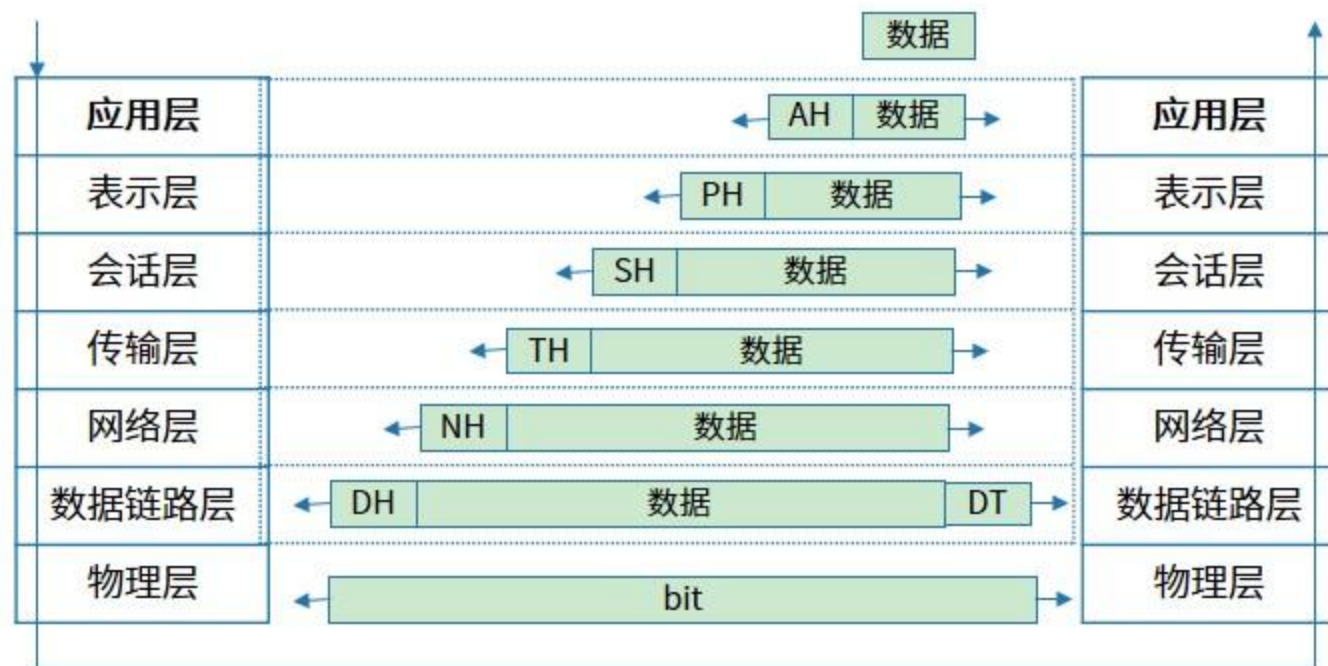 数据
应用层 AH 数据 应用层
表示层 PH 数据 表示层
会话层 SH 数据 会话层
传输层 TH 数据 传输层
网络层 NH 数据 网络层
数据链路层 DH 数据 DT 数据链路层
物理层 bit 物理层